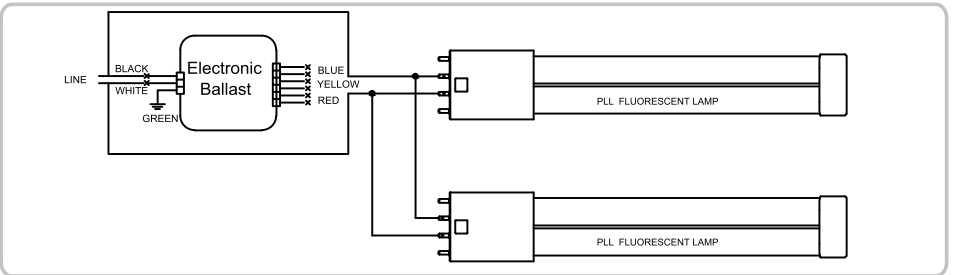 BLACK
LINE
WHITE
GREEN
Electronic
Ballast
BLUE
YELLOW
RED
PLL FLUORESCENT LAMP
PLL FLUORESCENT LAMP